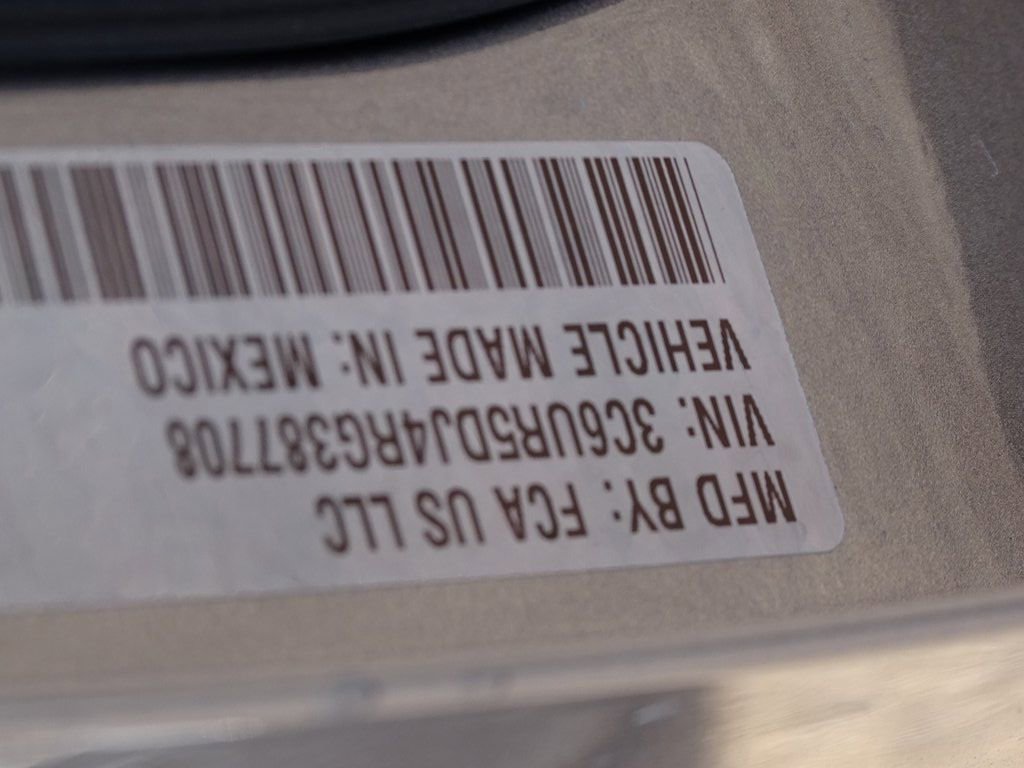 MFD BY: FCA US LLC
VIN: 3C6UR5DJ4RG387708
VEHICLE MADE IN: MEXICO